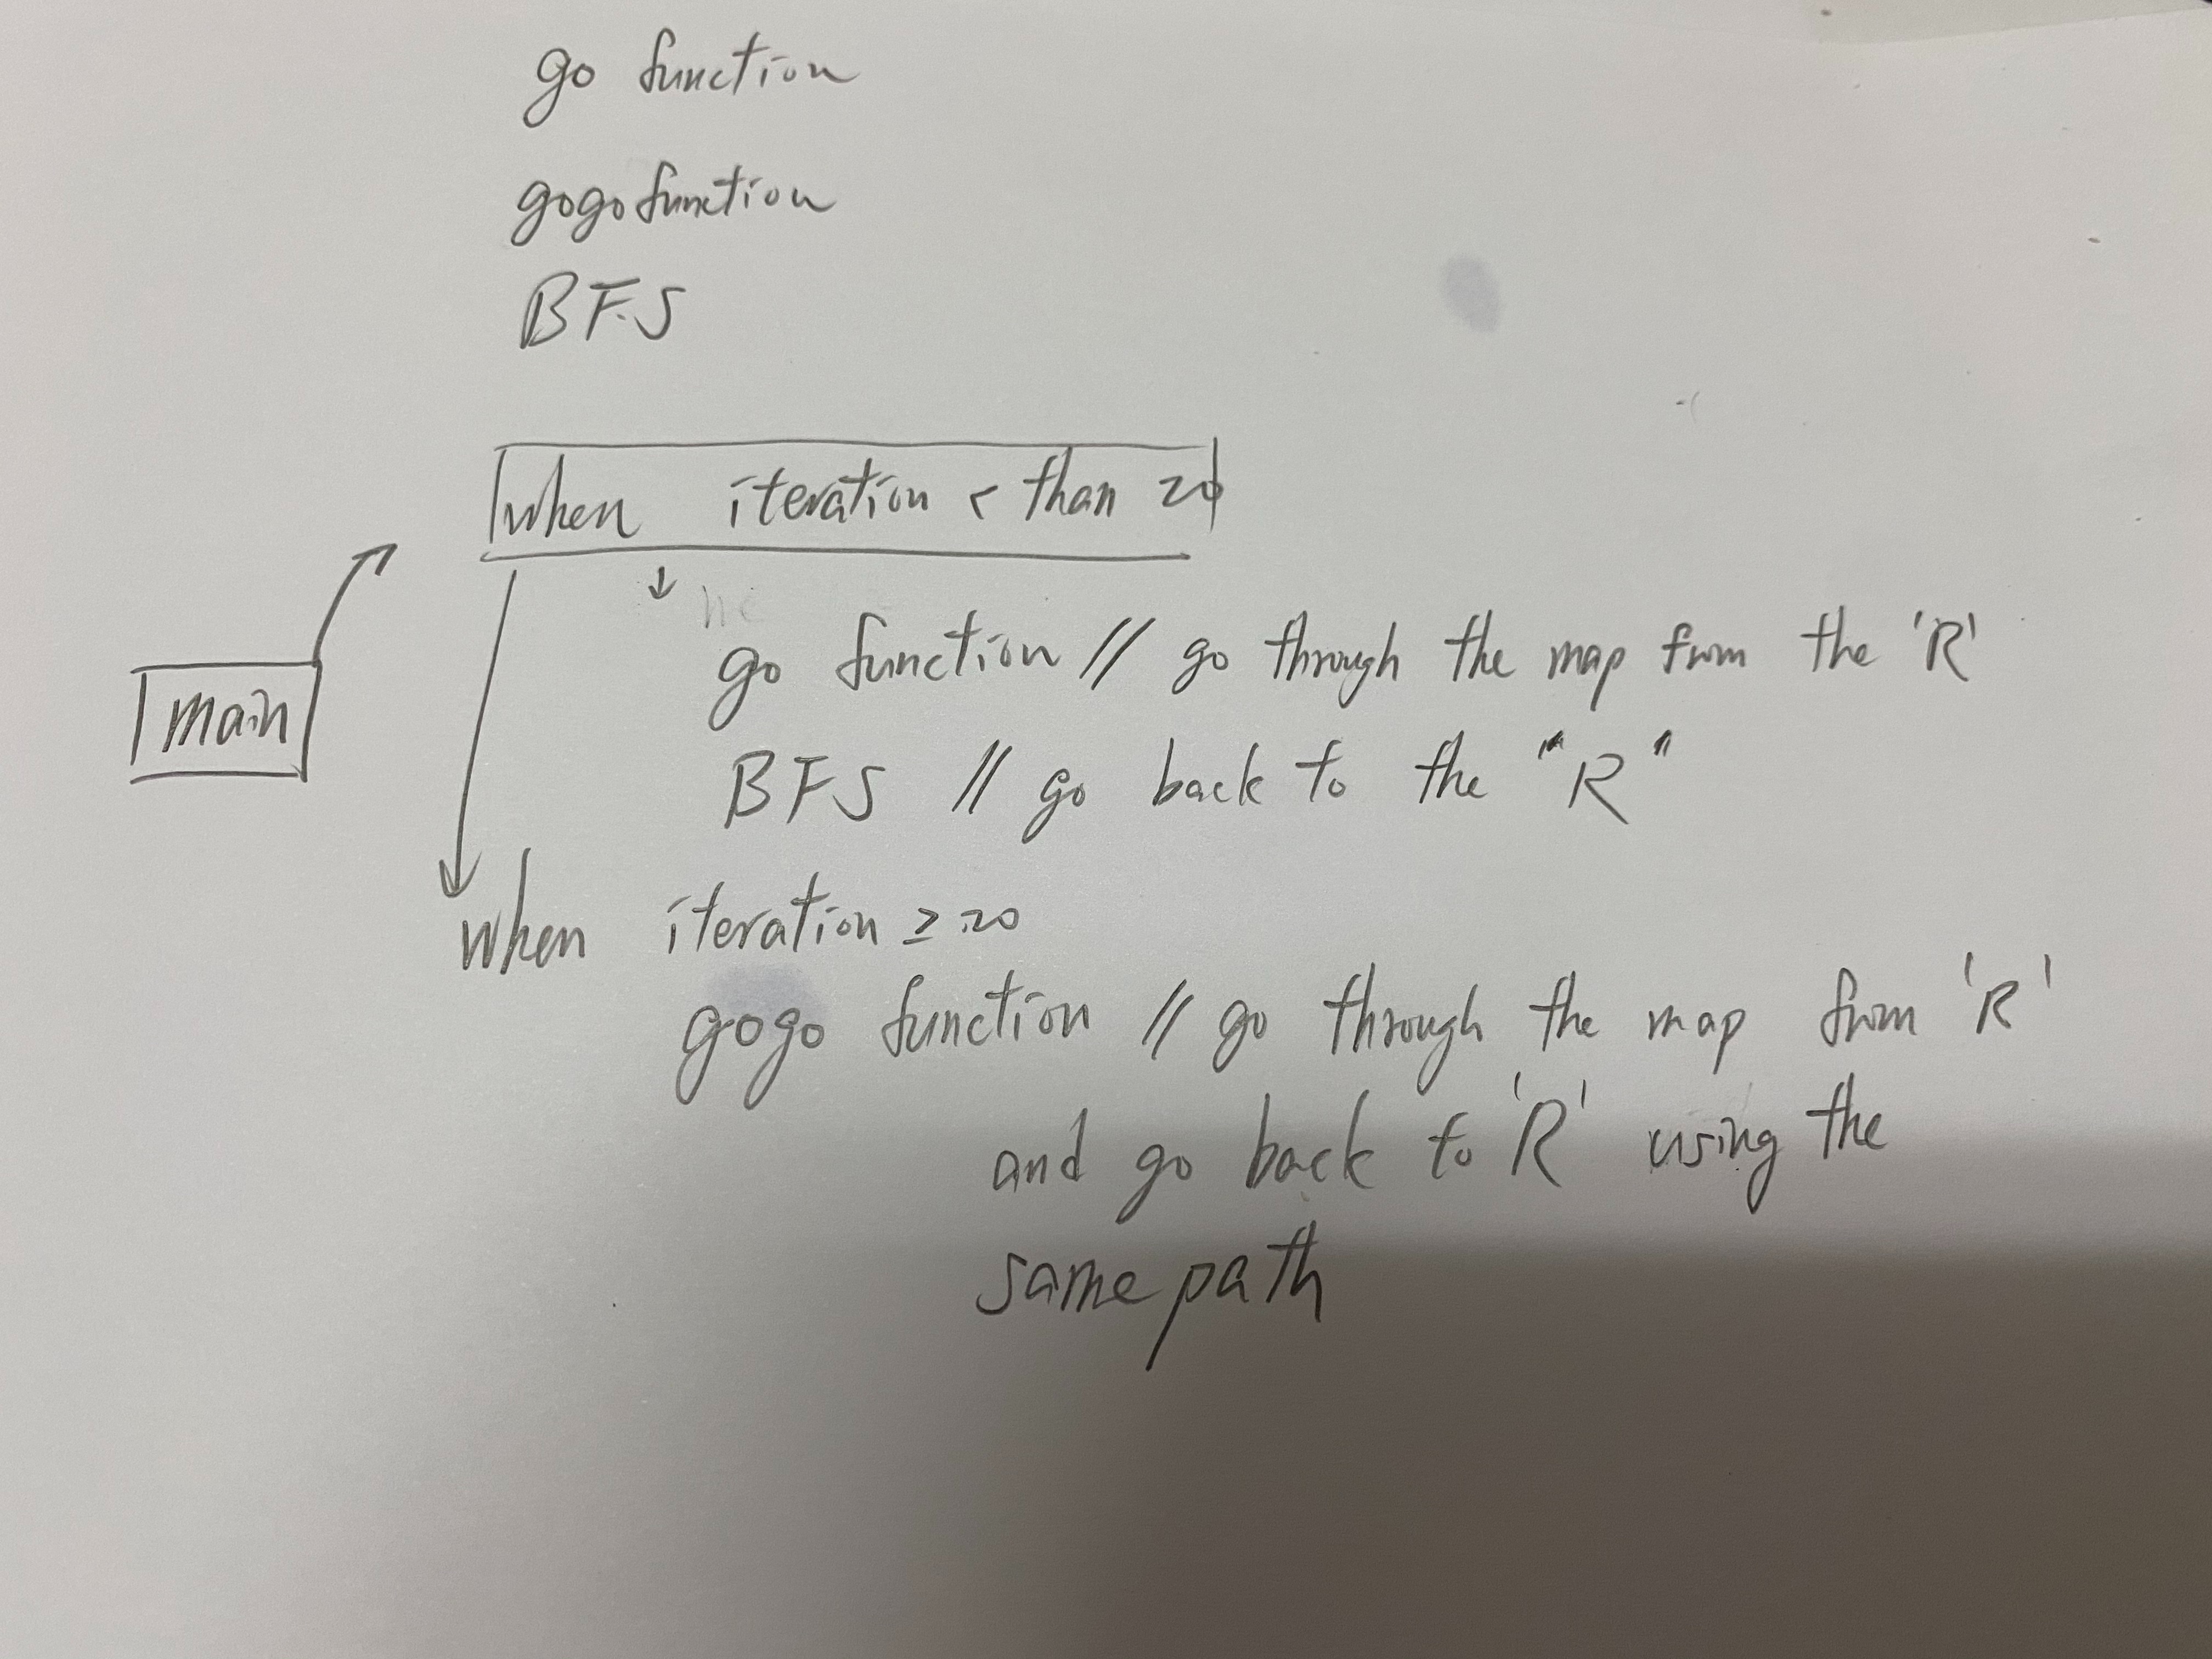 go function
gogo function
BFS
main
when iteration < than 20
go function // go through the map from the 'R'
BFS // go back to the "R"
When iteration ≥ 20
gogo function // go through the map from 'R'
and go back to 'R' using the
same path